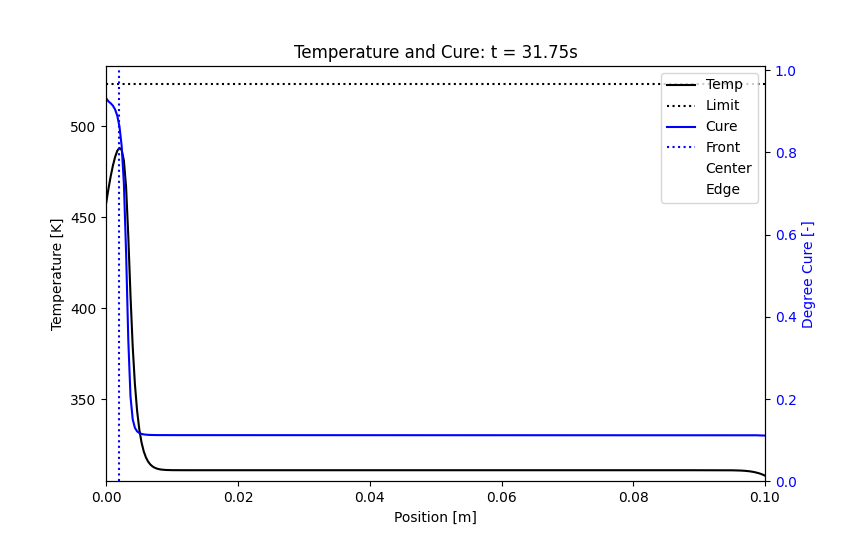 Temperature and Cure: t = 31.75s
Temperature [K]
500
450
400
350
Temp
Limit
Cure
Front
Center
Edge
1.0
0.8
0.6
0.4
0.2
0.0
Degree Cure [-]
0.00
0.02
0.04
0.06
0.08
0.10
Position [m]